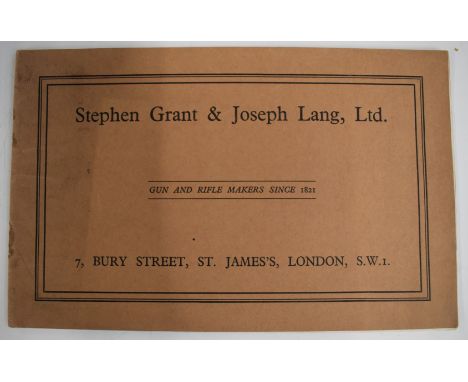 Stephen Grant & Joseph Lang, Ltd.
GUN AND RIFLE MAKERS SINCE 1821
7, BURY STREET, ST. JAMES'S, LONDON, S.W.1.